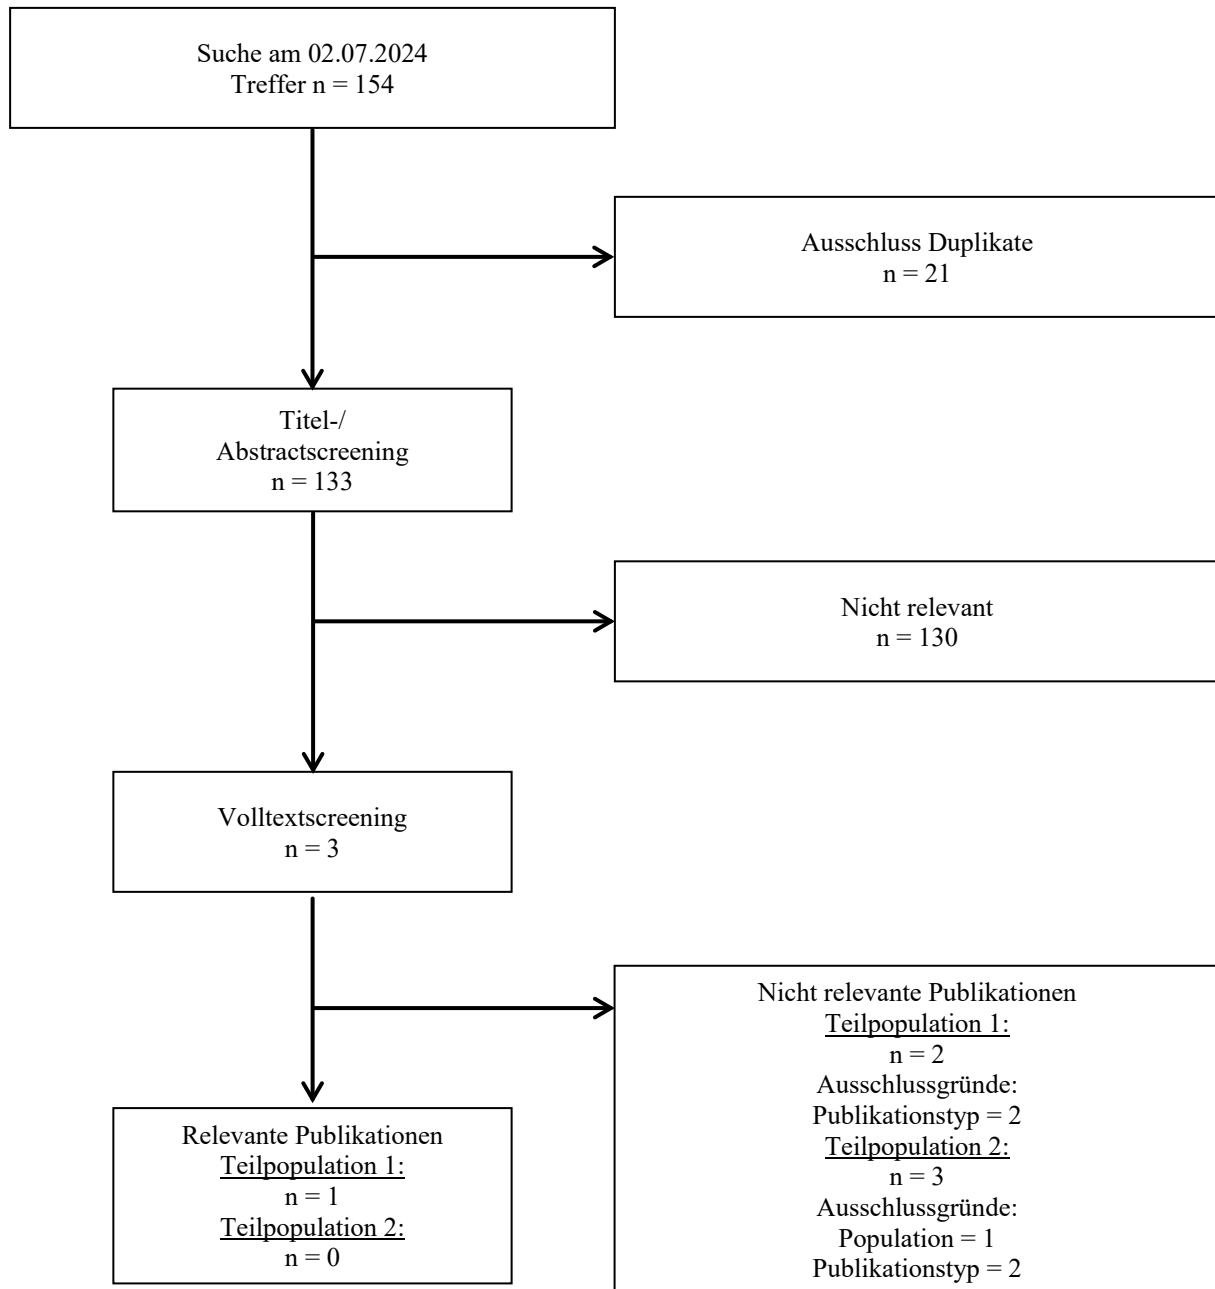 Suche am 02.07.2024
Treffer n = 154
Ausschluss Duplikate
n = 21
Titel-/
Abstractscreening
n = 133
Nicht relevant
n = 130
Volltextscreening
n = 3
Nicht relevante Publikationen
Teilpopulation 1:
n = 2
Ausschlussgründe:
Publikationstyp = 2
Teilpopulation 2:
n = 3
Ausschlussgründe:
Population = 1
Publikationstyp = 2
Relevante Publikationen
Teilpopulation 1:
n = 1
Teilpopulation 2:
n = 0